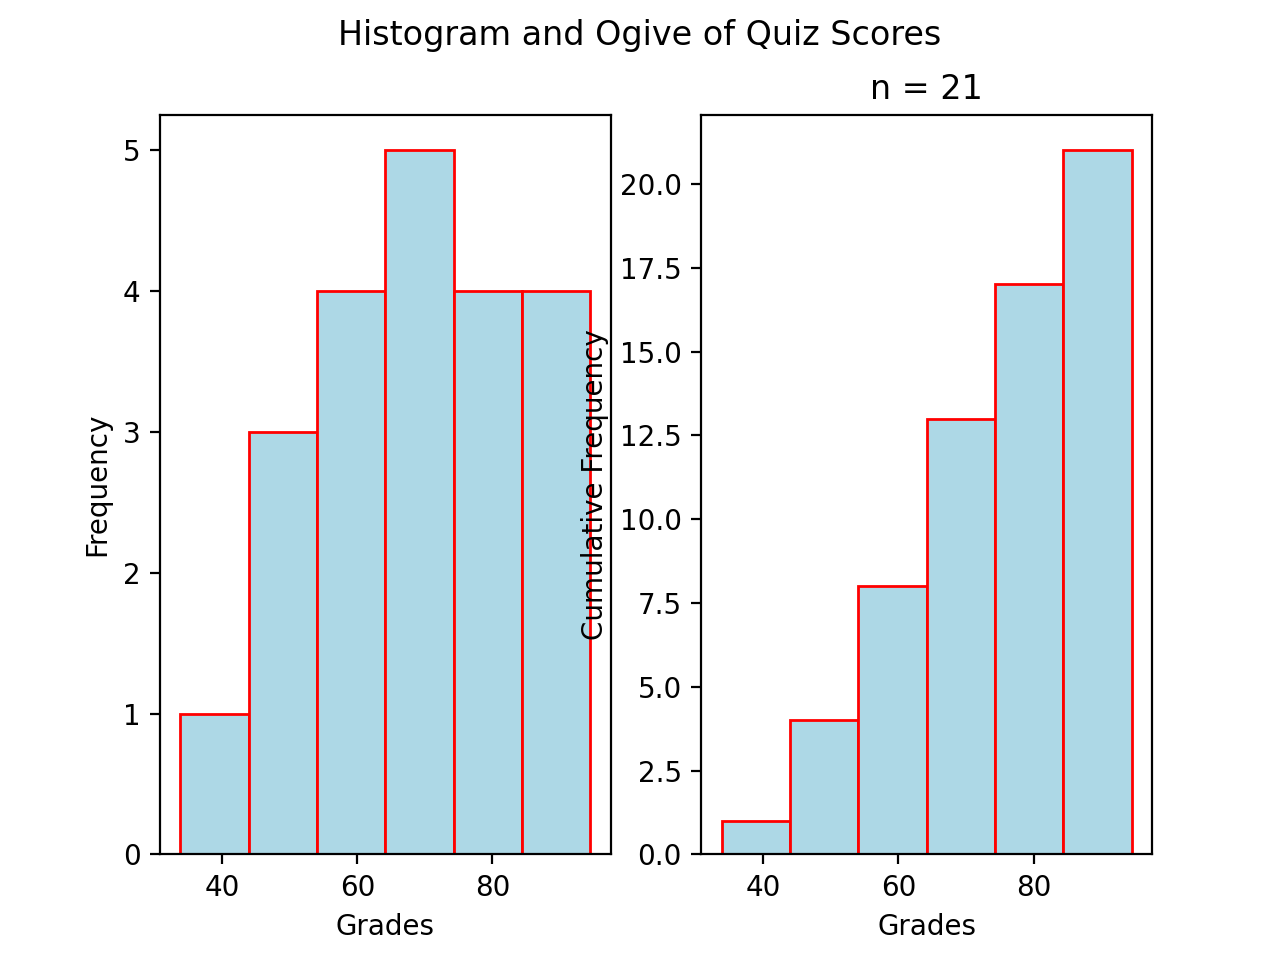 Histogram and Ogive of Quiz Scores
n = 21
5
4
3
2
1
0
Frequency
40 60 80
Grades
20.0
17.5
15.0
12.5
10.0
7.5
5.0
2.5
0.0
Cumulative Frequency
40 60 80
Grades